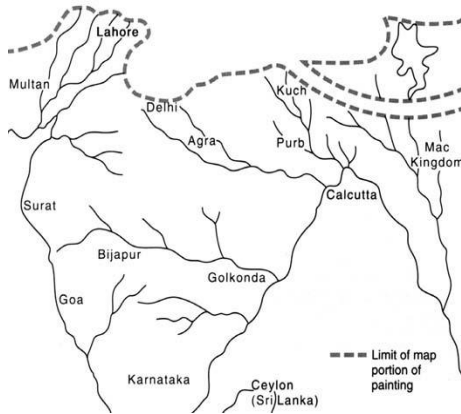 Lahore
Multan
Delhi
Kuch
Agra
Purb
Mac
Kingdom
Calcutta
Surat
Bijapur
Golkonda
Goa
Karnataka
Ceylon
(Sri Lanka)
Limit of map
portion of
painting